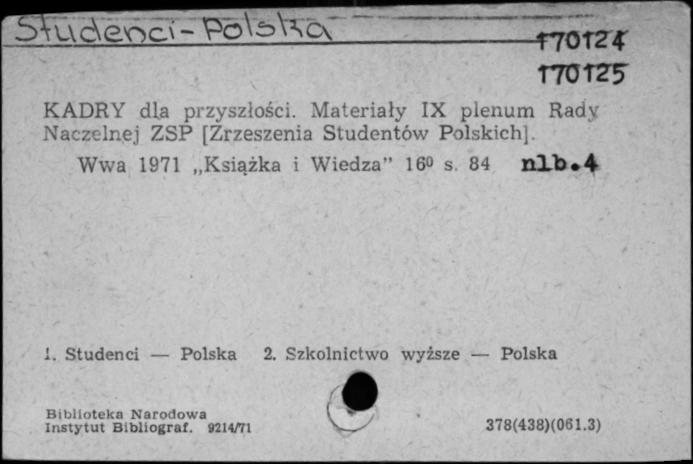 Studenci-Polska
170124
170125
KADRY dla przyszłości. Materiały IX plenum Rady
Naczelnej ZSP [Zrzeszenia Studentów Polskich].
Wwa 1971 „Książka i Wiedza” 16⁰ s. 84 nlb.4
1. Studenci — Polska 2. Szkolnictwo wyższe — Polska
Biblioteka Narodowa
Instytut Bibliograf. 9214/71
378(438)(061.3)